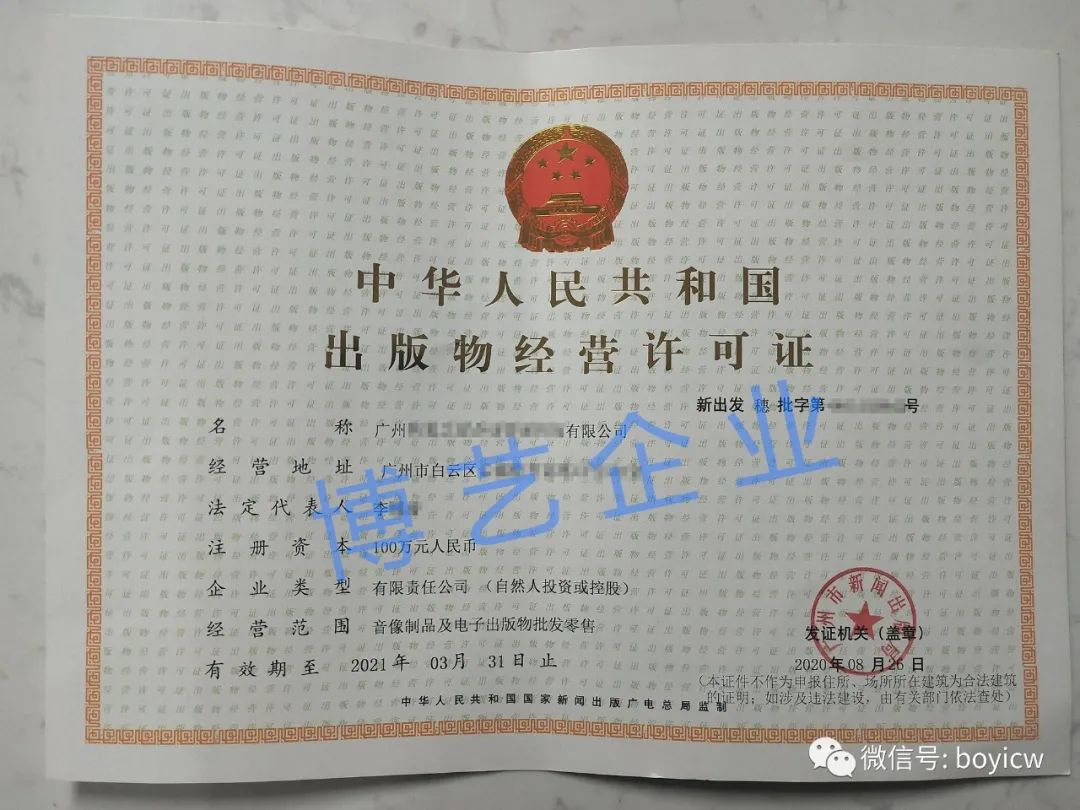 中华人民共和国
出版物经营许可证
新出发 穗 批字第 号
名称 广州 有限公司
经营地址 广州市白云区
法定代表人 李
注册资本 100万元人民币
企业类型 有限责任公司 (自然人投资或控股)
经营范围 音像制品及电子出版物批发零售
有效期至 2021年 03月 31日止
博艺企业
广州市新闻出版局
发证机关(盖章)
2020年08月26日
(本证件不作为申报住所、场所所在建筑为合法建筑
的证明;如涉及违法建设,由有关部门依法查处)
中华人民共和国国家新闻出版广电总局监制
微信号: boyicw